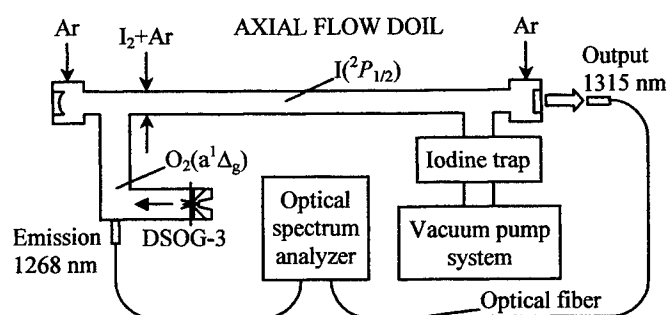 Ar
I₂+Ar
AXIAL FLOW DOIL
Ar
Output
1315 nm
I(²P₁/₂)
O₂(a¹Δg)
Iodine trap
Optical
spectrum
analyzer
Vacuum pump
system
Emission
1268 nm
DSOG-3
Optical fiber